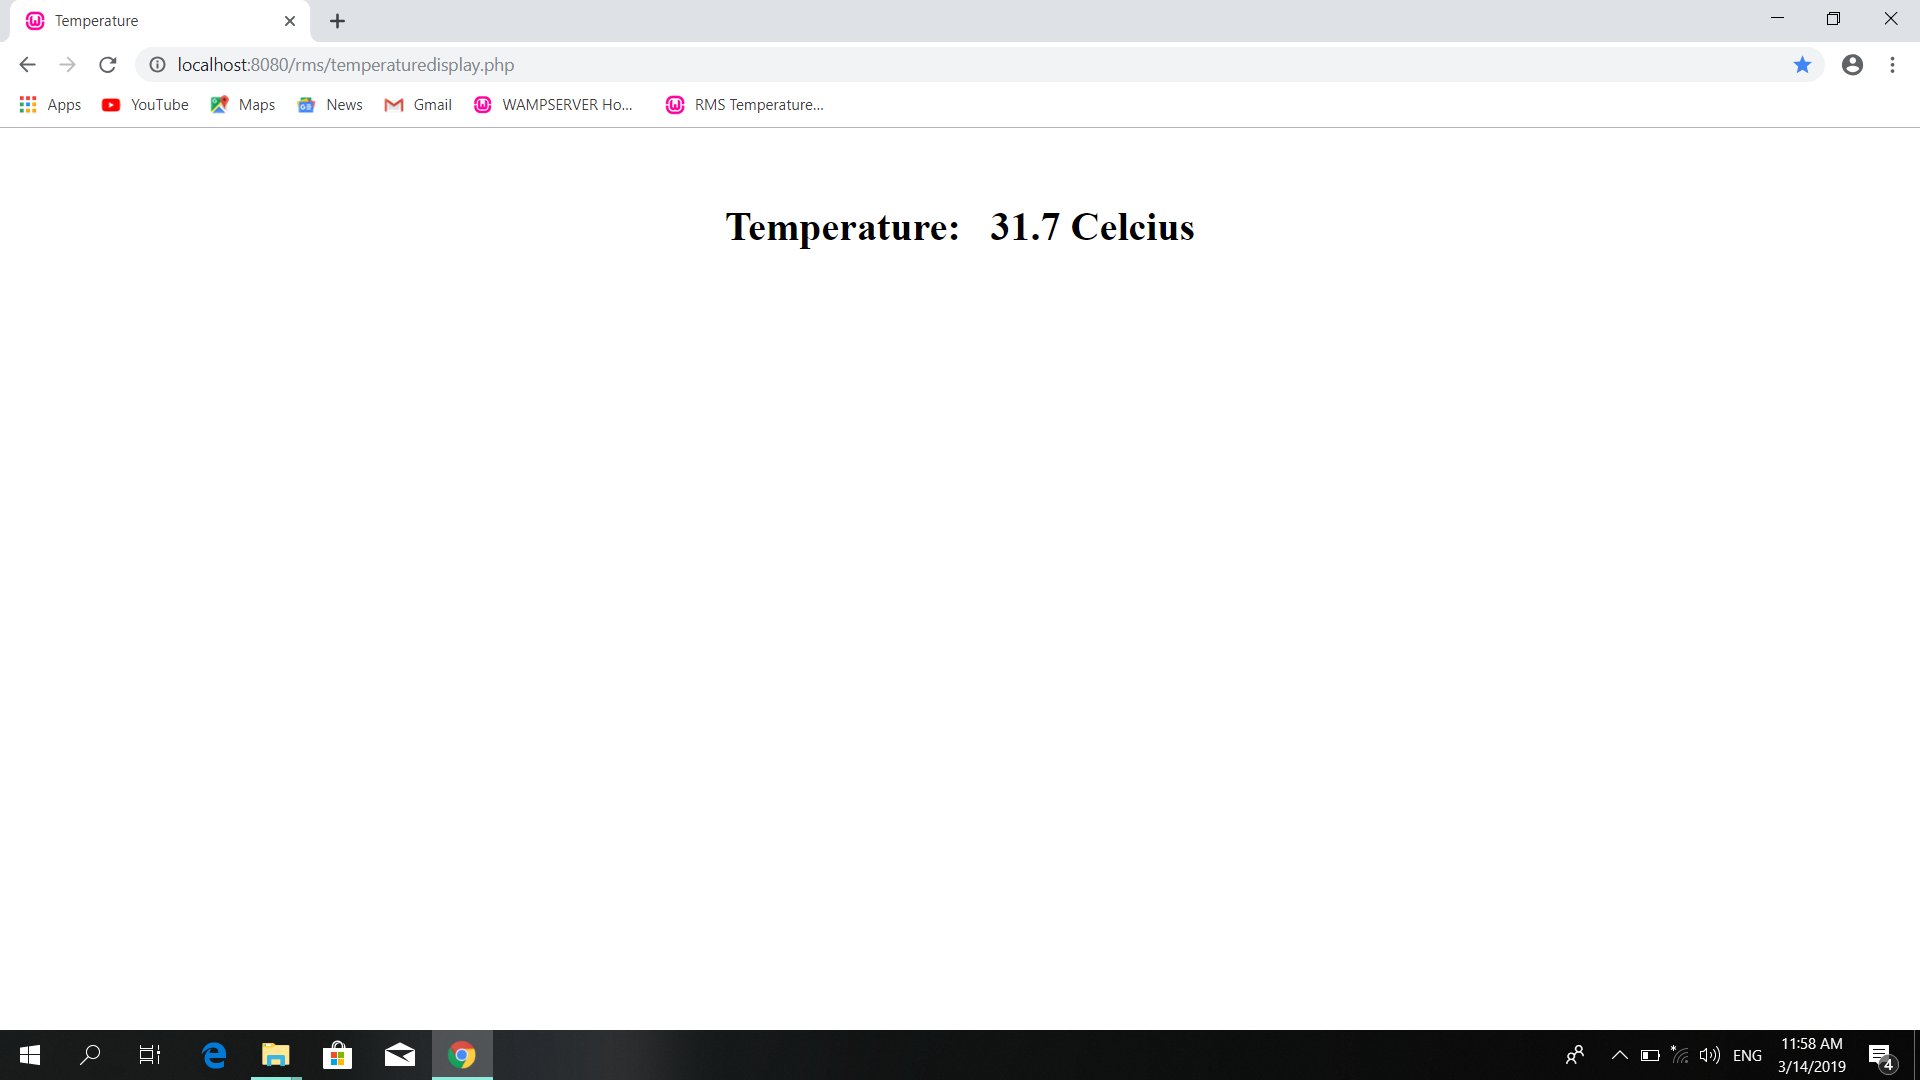 Temperature
localhost:8080/rms/temperaturedisplay.php
Apps YouTube Maps News Gmail WAMPSERVER Ho... RMS Temperature...
Temperature: 31.7 Celcius
ENG
11:58 AM
3/14/2019
4